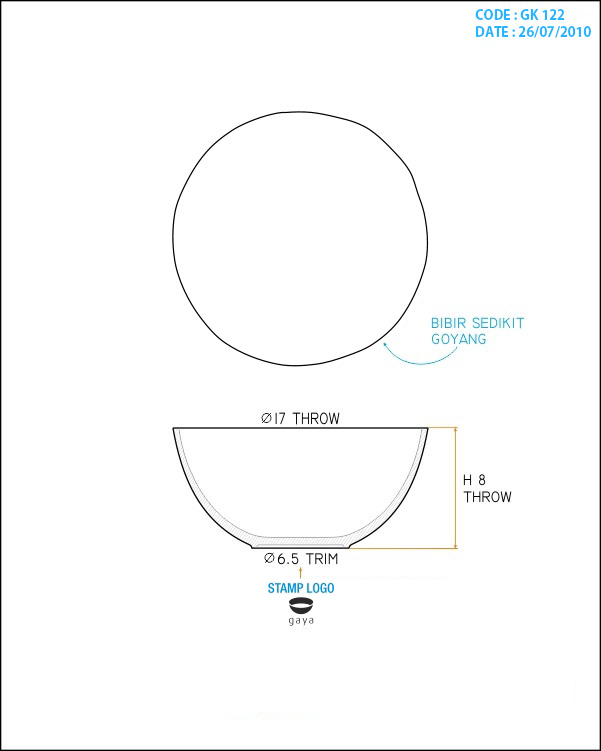 CODE : GK 122
DATE : 26/07/2010
BIBIR SEDIKIT
GOYANG
Ø17 THROW
H 8
THROW
Ø6.5 TRIM
STAMP LOGO
gaya